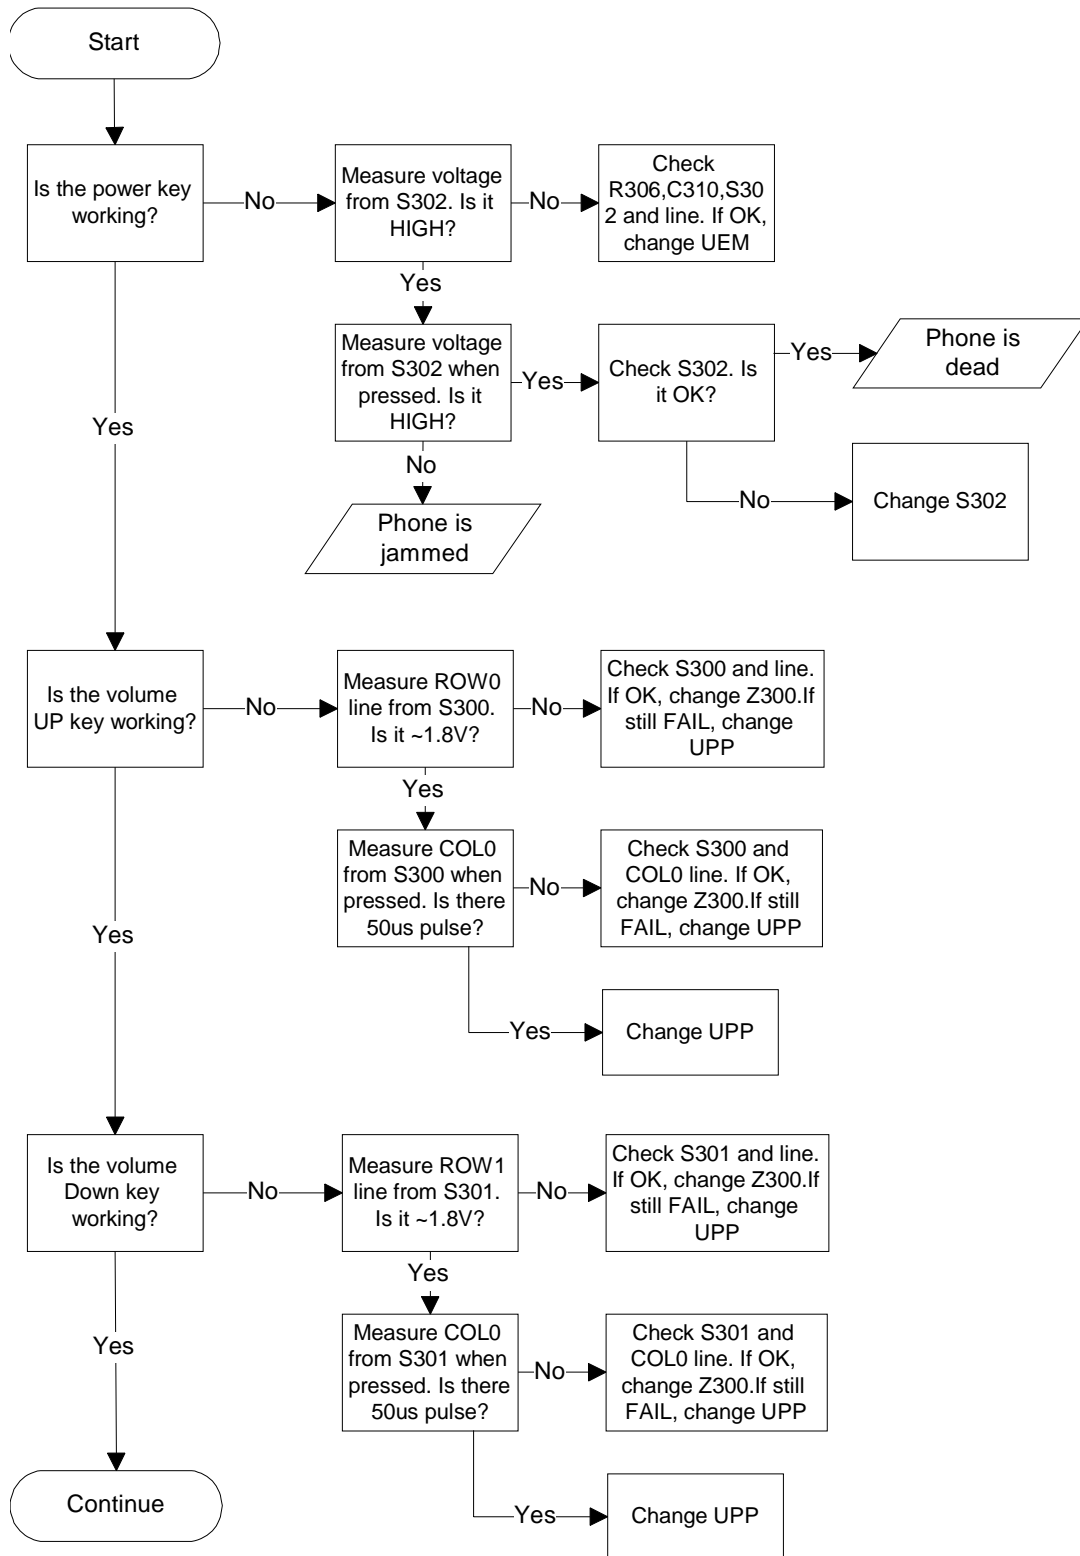 Start
Is the power key
working?
No
Measure voltage
from S302. Is it
HIGH?
No
Check
R306,C310,S30
2 and line. If OK,
change UEM
Yes
Measure voltage
from S302 when
pressed. Is it
HIGH?
Yes
Check S302. Is
it OK?
Yes
Phone is
dead
Yes
No
No
Change S302
Phone is
jammed
Is the volume
UP key working?
No
Measure ROW0
line from S300.
Is it ~1.8V?
No
Check S300 and line.
If OK, change Z300.If
still FAIL, change
UPP
Yes
Measure COL0
from S300 when
pressed. Is there
50us pulse?
No
Check S300 and
COL0 line. If OK,
change Z300.If still
FAIL, change UPP
Yes
Yes
Change UPP
Is the volume
Down key
working?
No
Measure ROW1
line from S301.
Is it ~1.8V?
No
Check S301 and line.
If OK, change Z300.If
still FAIL, change
UPP
Yes
Measure COL0
from S301 when
pressed. Is there
50us pulse?
No
Check S301 and
COL0 line. If OK,
change Z300.If still
FAIL, change UPP
Yes
Yes
Change UPP
Continue